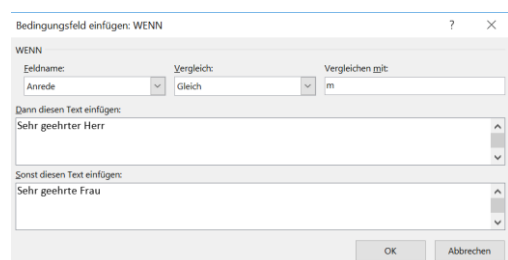 Bedingungsfeld einfügen: WENN ? ×
WENN
Feldname: Vergleich: Vergleichen mit:
Anrede Gleich m
Dann diesen Text einfügen:
Sehr geehrter Herr
Sonst diesen Text einfügen:
Sehr geehrte Frau
OK Abbrechen